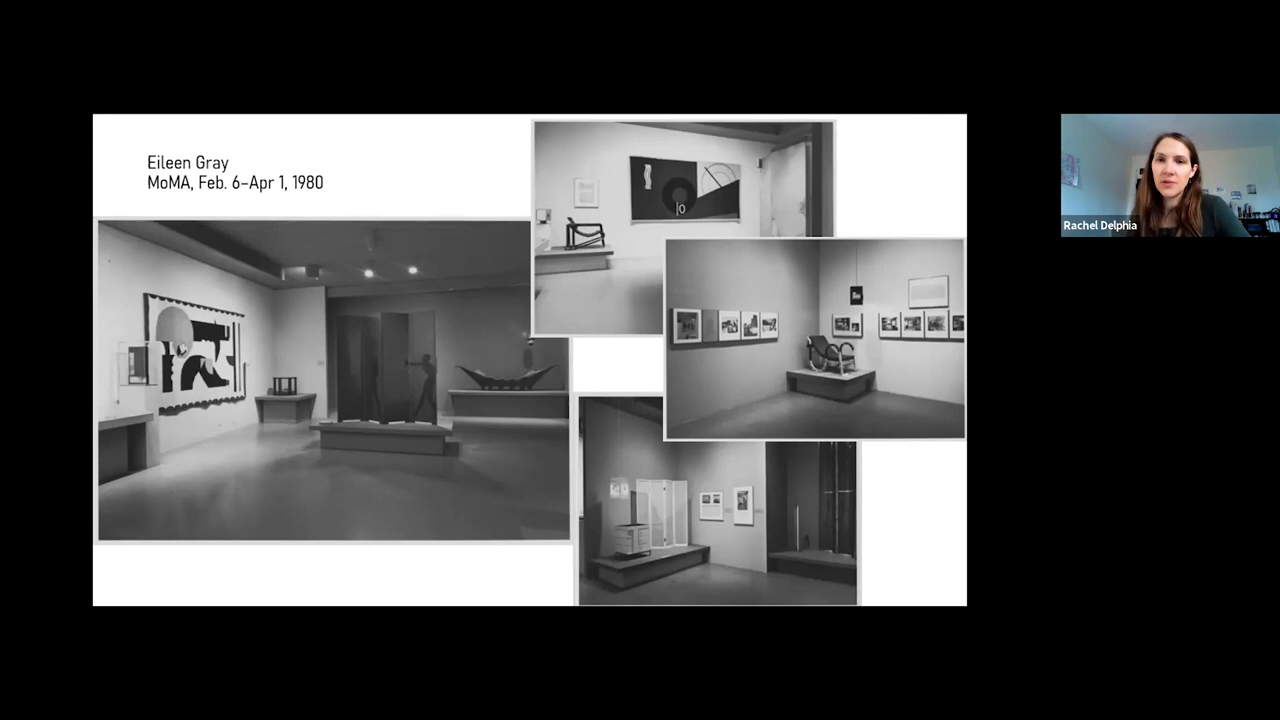 Eileen Gray
MoMA, Feb. 6–Apr 1, 1980
Rachel Delphia